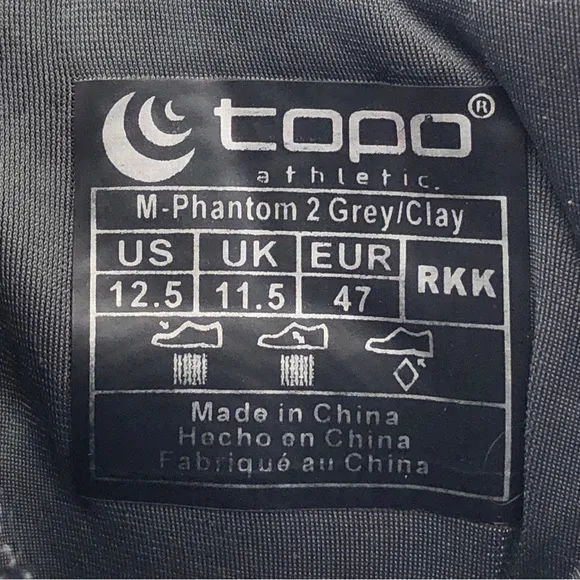 topo®
athletic.
M-Phantom 2 Grey/Clay
US UK EUR RKK
12.5 11.5 47
Made in China
Hecho en China
Fabriqué au China